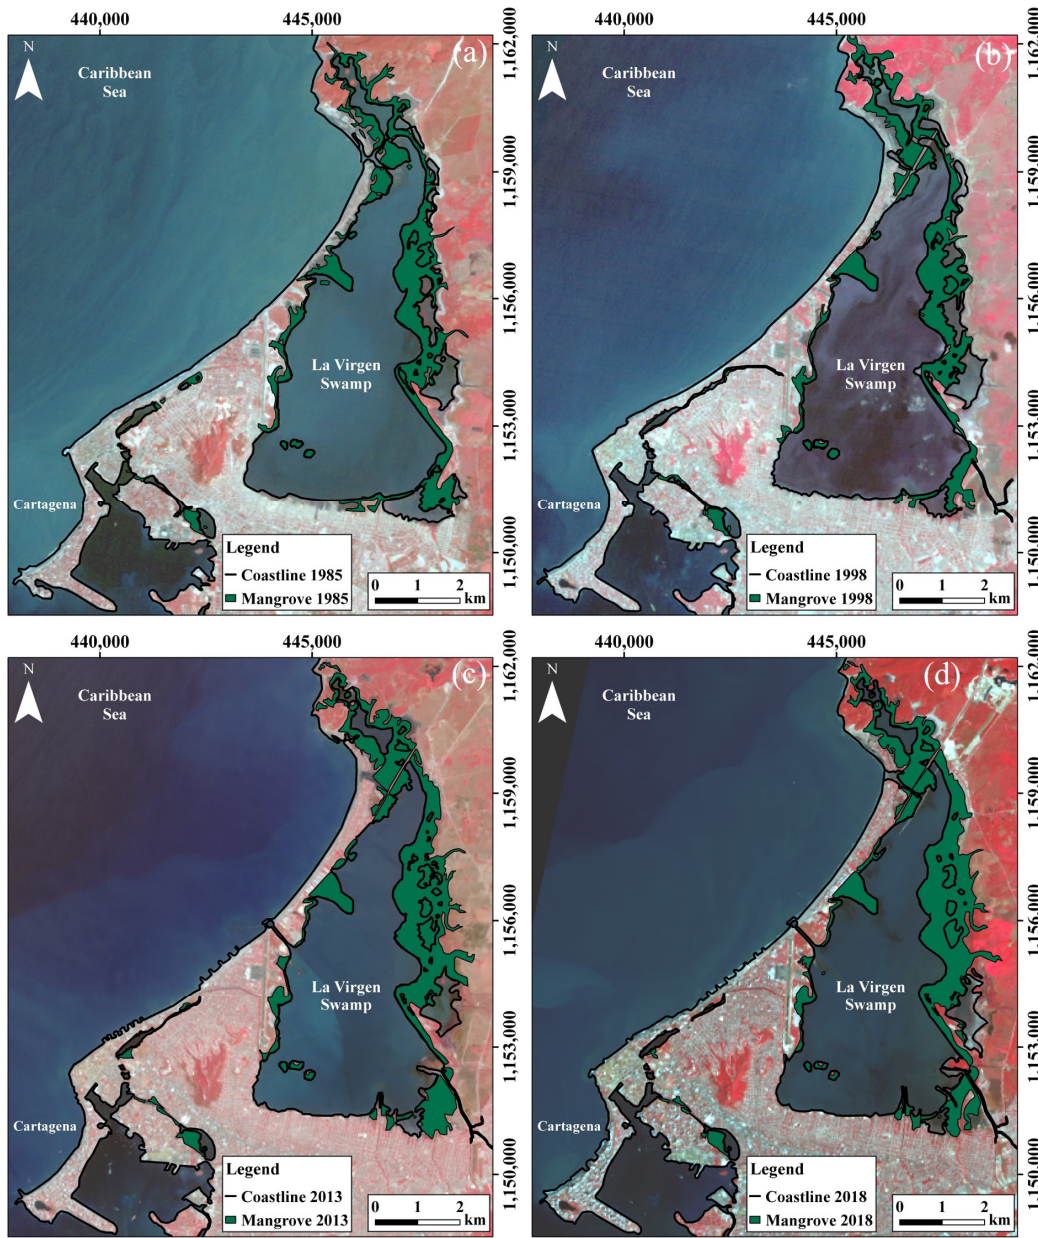 440,000
445,000
440,000
445,000
N
Caribbean
Sea
(a)
1,162,000
1,159,000
1,156,000
1,153,000
1,150,000
La Virgen
Swamp
Cartagena
Legend
Coastline 1985
Mangrove 1985
0 1 2
km
N
Caribbean
Sea
(b)
1,162,000
1,159,000
1,156,000
1,153,000
1,150,000
La Virgen
Swamp
Cartagena
Legend
Coastline 1998
Mangrove 1998
0 1 2
km
440,000
445,000
440,000
445,000
N
Caribbean
Sea
(c)
1,162,000
1,159,000
1,156,000
1,153,000
1,150,000
La Virgen
Swamp
Cartagena
Legend
Coastline 2013
Mangrove 2013
0 1 2
km
N
Caribbean
Sea
(d)
1,162,000
1,159,000
1,156,000
1,153,000
1,150,000
La Virgen
Swamp
Cartagena
Legend
Coastline 2018
Mangrove 2018
0 1 2
km